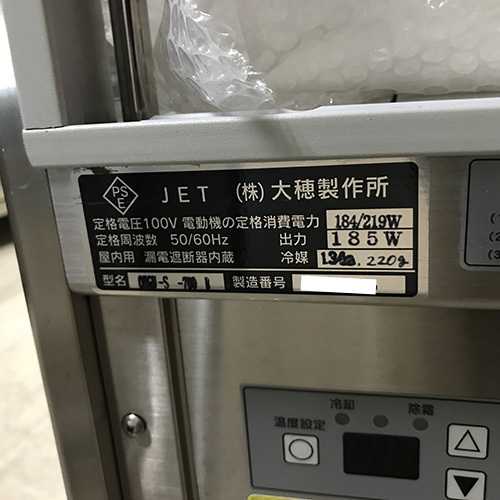 PS
E
JET (株)大穂製作所
定格電圧100V 電動機の定格消費電力 184/219W
定格周波数 50/60Hz 出力 185W
屋内用 漏電遮断器内蔵 冷媒 134a. 220g
型名 製造番号
冷却 除霜
温度設定